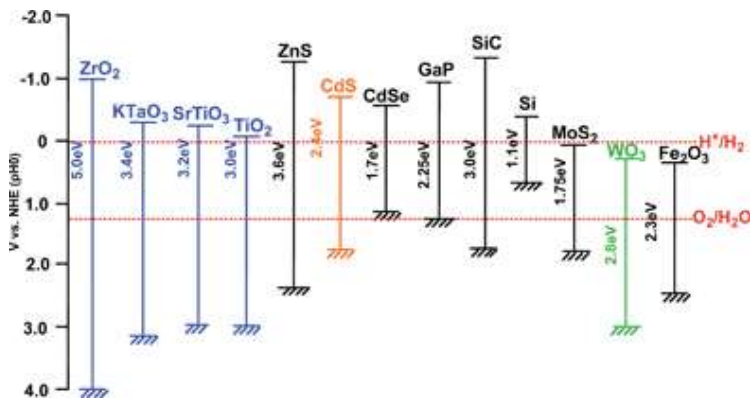 V vs. NHE (pH0)
-2.0
-1.0
0
1.0
2.0
3.0
4.0
ZrO₂
5.0eV
KTaO₃
3.4eV
SrTiO₃
3.2eV
TiO₂
3.0eV
ZnS
3.6eV
CdS
2.4eV
CdSe
1.7eV
GaP
2.25eV
SiC
3.0eV
Si
1.1eV
MoS₂
1.75eV
WO₃
2.8eV
Fe₂O₃
2.3eV
H⁺/H₂
O₂/H₂O